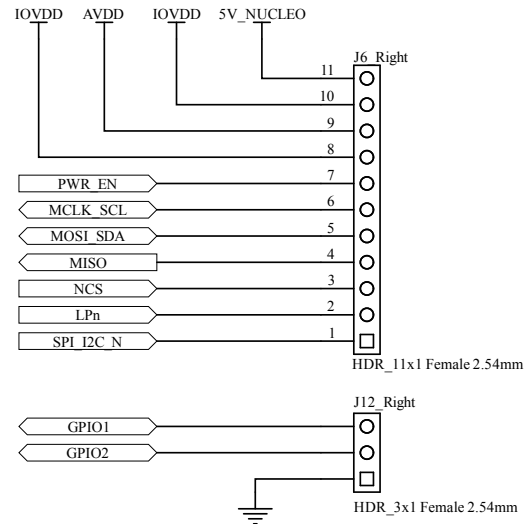 IOVDD AVDD IOVDD 5V_NUCLEO
J6_Right
11
10
9
8
PWR_EN 7
MCLK_SCL 6
MOSI_SDA 5
MISO 4
NCS 3
LPn 2
SPI_I2C_N 1
HDR_11x1 Female 2.54mm
J12_Right
GPIO1
GPIO2
HDR_3x1 Female 2.54mm